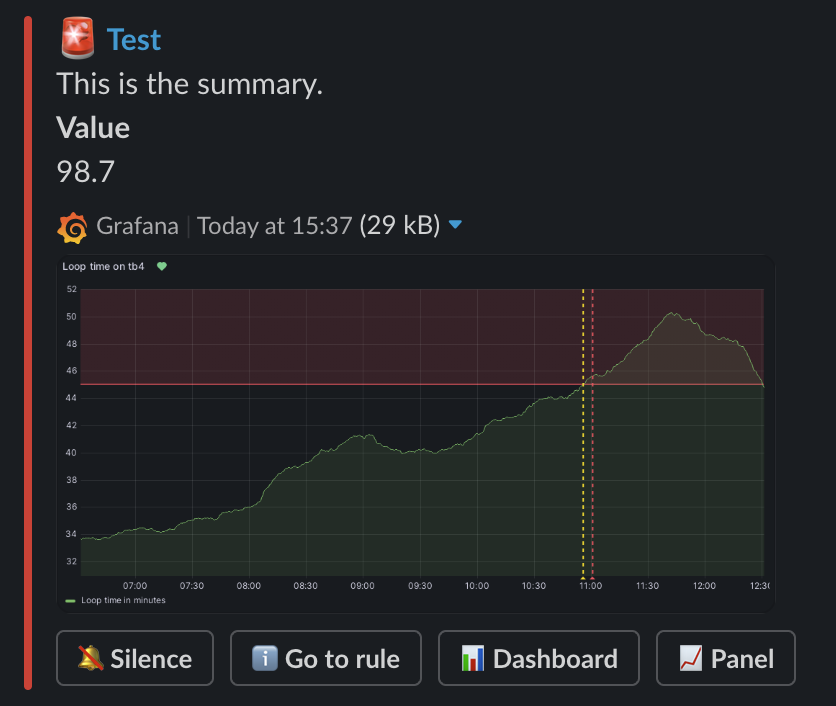 Test
This is the summary.
Value
98.7
Grafana | Today at 15:37 (29 kB)
Loop time on tb4
52
50
48
46
44
42
40
38
36
34
32
07:00 07:30 08:00 08:30 09:00 09:30 10:00 10:30 11:00 11:30 12:00 12:30
Loop time in minutes
Silence Go to rule Dashboard Panel